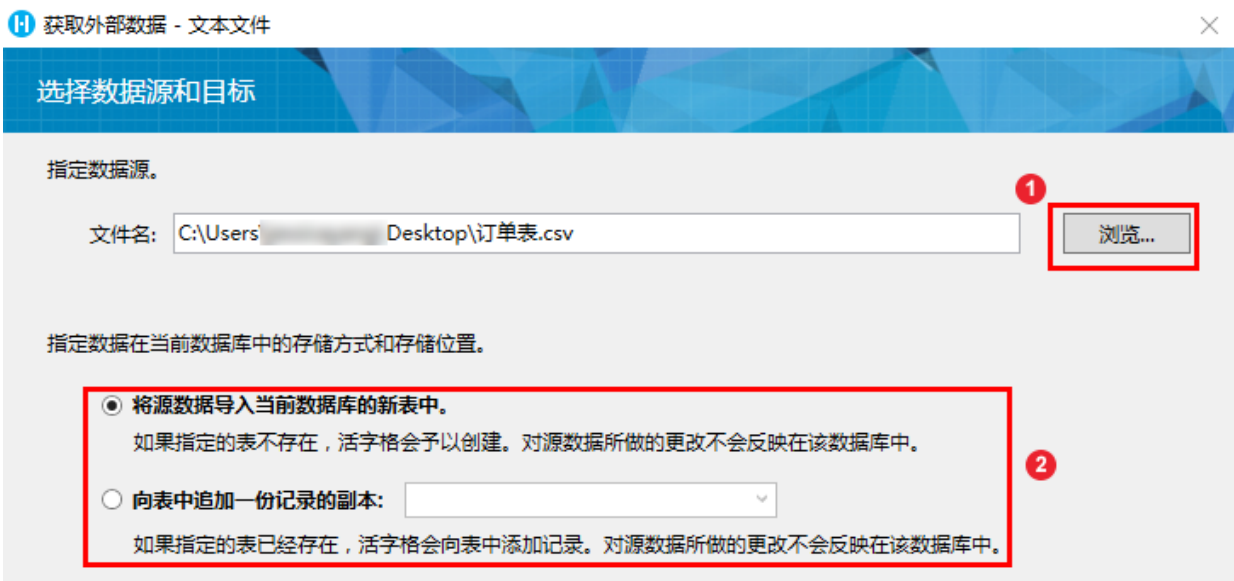 获取外部数据 - 文本文件
选择数据源和目标
指定数据源。
1
文件名: C:\Users\ Desktop\订单表.csv 浏览...
指定数据在当前数据库中的存储方式和存储位置。
将源数据导入当前数据库的新表中。
如果指定的表不存在，活字格会予以创建。对源数据所做的更改不会反映在该数据库中。
2
向表中追加一份记录的副本:
如果指定的表已经存在，活字格会向表中添加记录。对源数据所做的更改不会反映在该数据库中。